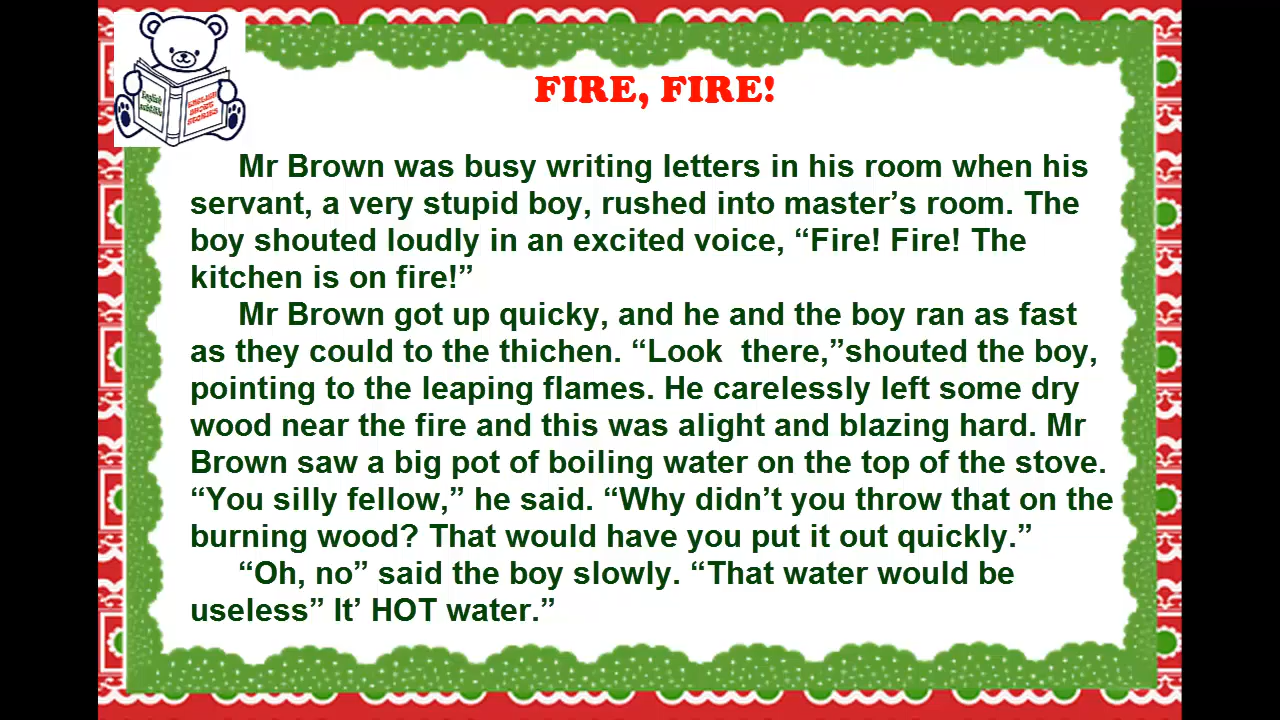 English
subtitle
ENGLISH
SHORT
STORIES
FIRE, FIRE!
Mr Brown was busy writing letters in his room when his
servant, a very stupid boy, rushed into master’s room. The
boy shouted loudly in an excited voice, “Fire! Fire! The
kitchen is on fire!”
Mr Brown got up quicky, and he and the boy ran as fast
as they could to the thichen. “Look  there,”shouted the boy,
pointing to the leaping flames. He carelessly left some dry
wood near the fire and this was alight and blazing hard. Mr
Brown saw a big pot of boiling water on the top of the stove.
“You silly fellow,” he said. “Why didn’t you throw that on the
burning wood? That would have you put it out quickly.”
“Oh, no” said the boy slowly. “That water would be
useless” It’ HOT water.”